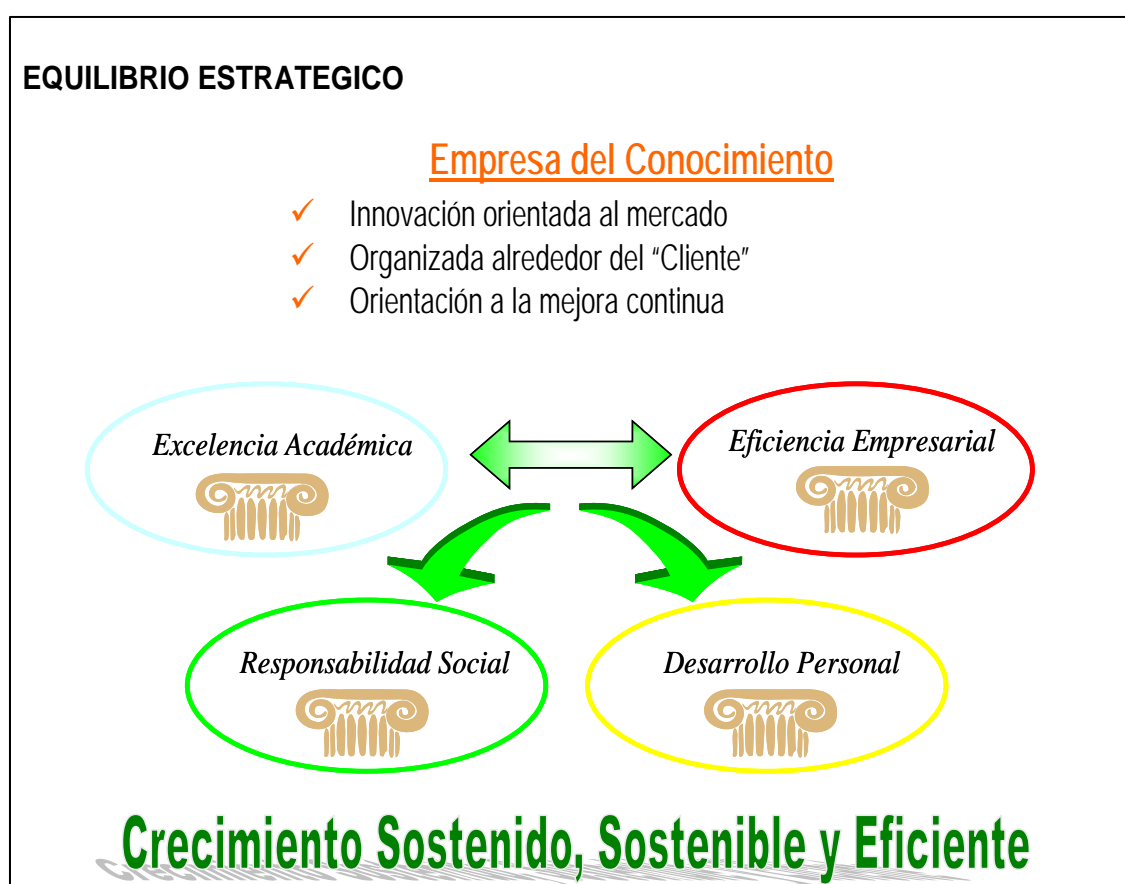 EQUILIBRIO ESTRATEGICO
Empresa del Conocimiento
Innovación orientada al mercado
Organizada alrededor del “Cliente”
Orientación a la mejora continua
Excelencia Académica
Eficiencia Empresarial
Responsabilidad Social
Desarrollo Personal
Crecimiento Sostenido, Sostenible y Eficiente